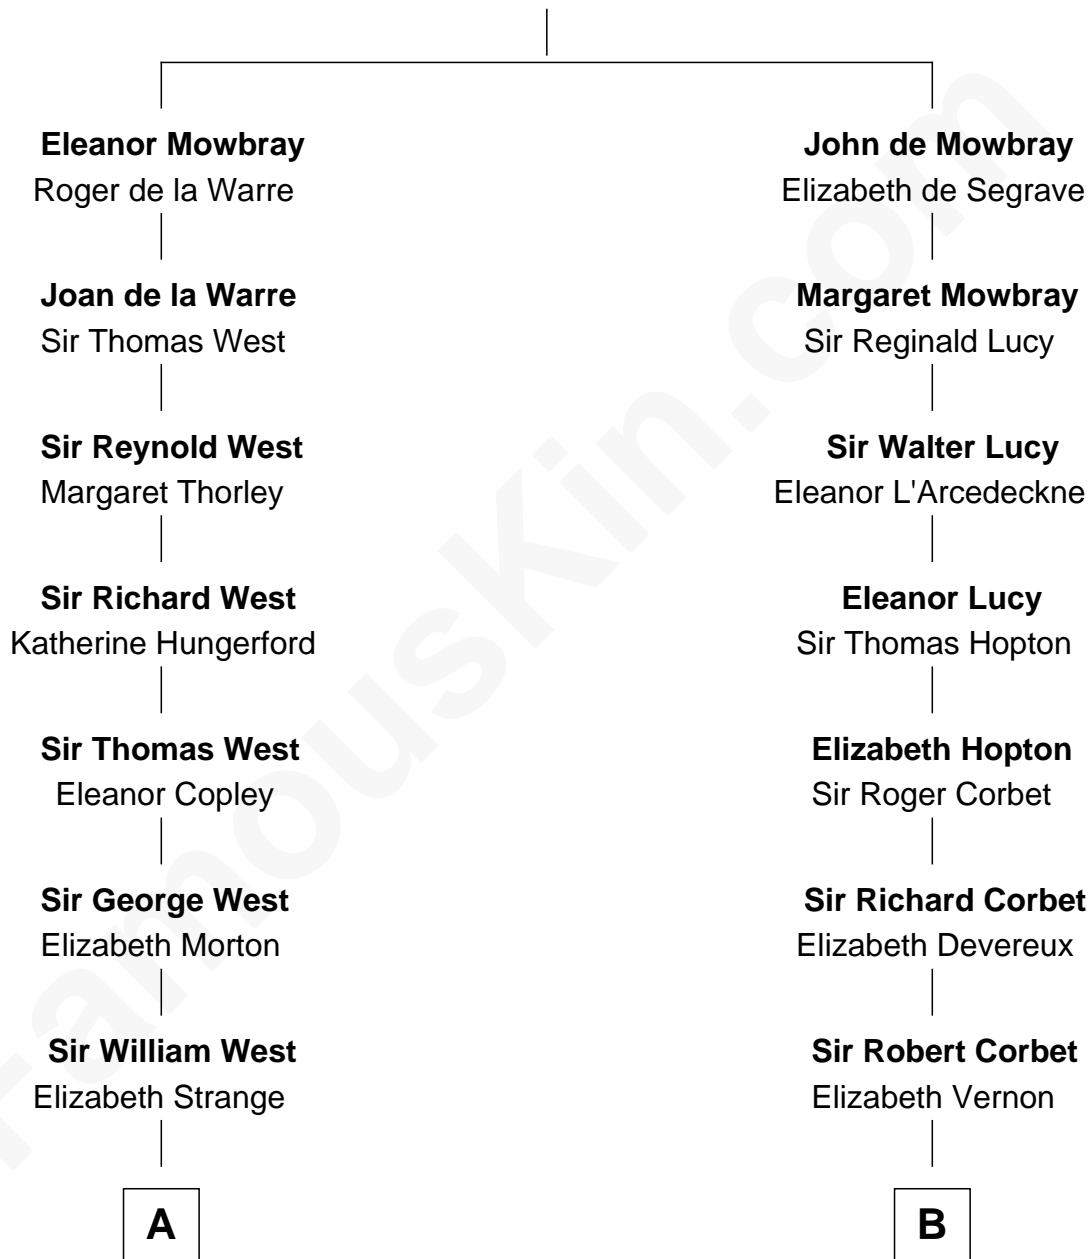 Eleanor Mowbray
Roger de la Warre
John de Mowbray
Elizabeth de Segrave
Joan de la Warre
Sir Thomas West
Margaret Mowbray
Sir Reginald Lucy
Sir Reynold West
Margaret Thorley
Sir Walter Lucy
Eleanor L'Arcedeckne
Sir Richard West
Katherine Hungerford
Eleanor Lucy
Sir Thomas Hopton
Sir Thomas West
Eleanor Copley
Elizabeth Hopton
Sir Roger Corbet
Sir George West
Elizabeth Morton
Sir Richard Corbet
Elizabeth Devereux
Sir William West
Elizabeth Strange
Sir Robert Corbet
Elizabeth Vernon
A
B
FamousKin.com